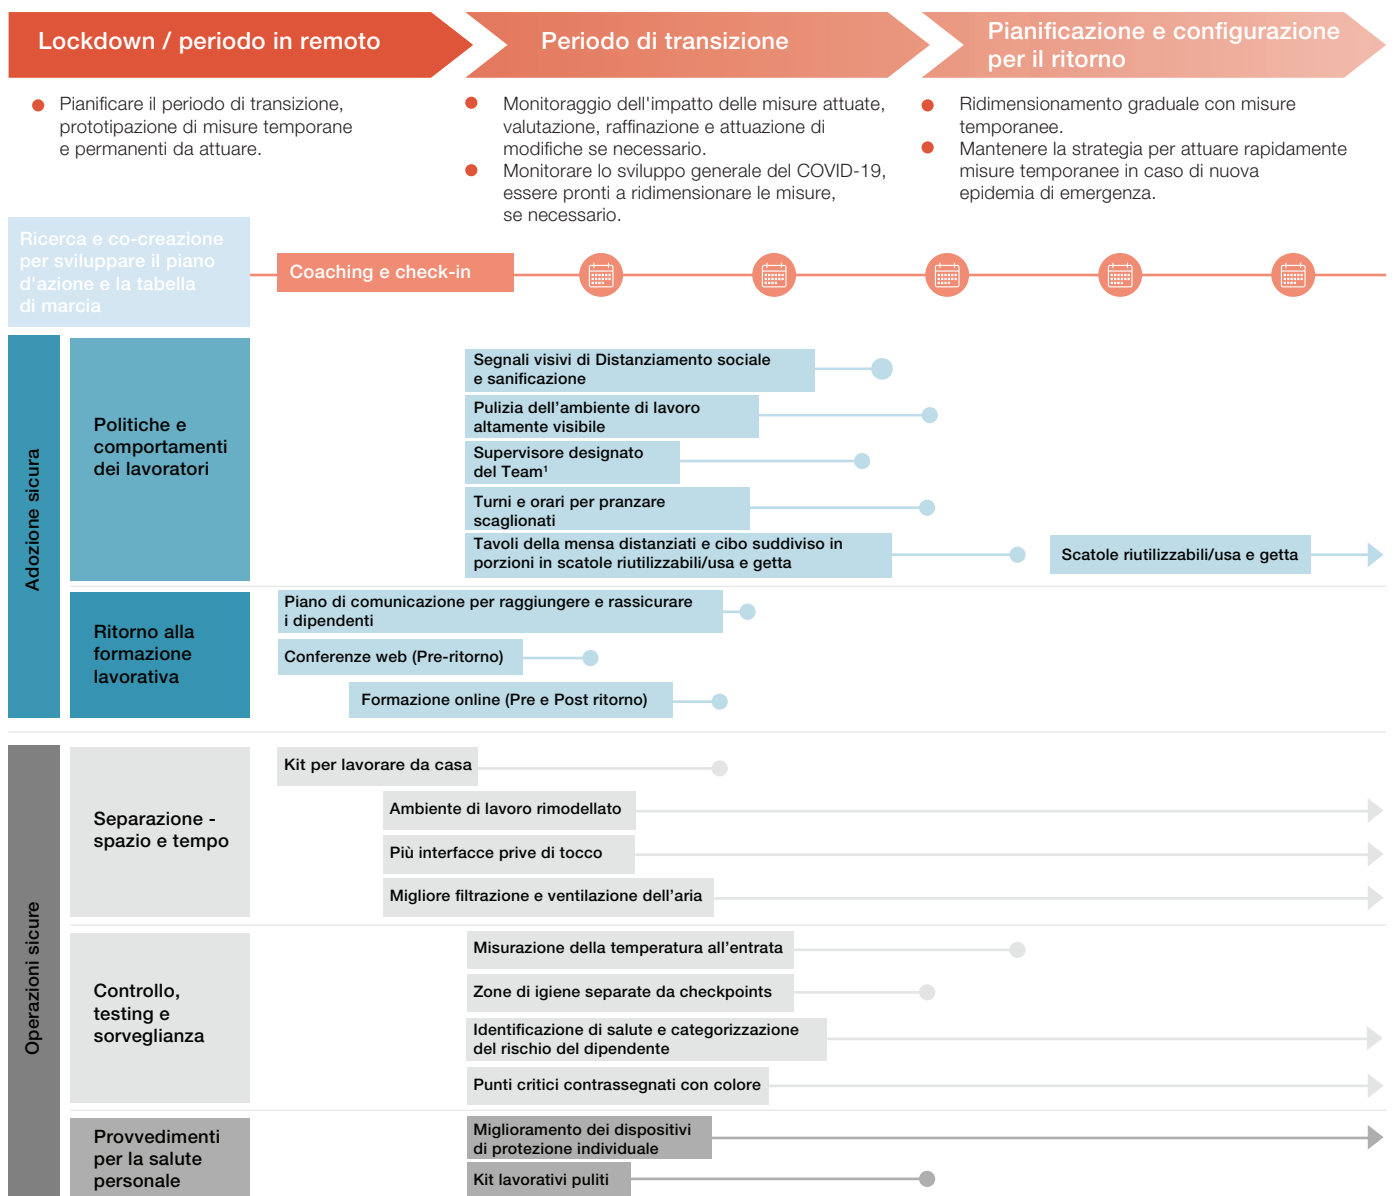 Lockdown / periodo in remoto
Periodo di transizione
Pianificazione e configurazione
per il ritorno
Pianificare il periodo di transizione,
prototipazione di misure temporane
e permanenti da attuare.
Monitoraggio dell'impatto delle misure attuate,
valutazione, raffinazione e attuazione di
modifiche se necessario.
Monitorare lo sviluppo generale del COVID-19,
essere pronti a ridimensionare le misure,
se necessario.
Ridimensionamento graduale con misure
temporanee.
Mantenere la strategia per attuare rapidamente
misure temporanee in caso di nuova
epidemia di emergenza.
Ricerca e co-creazione
per sviluppare il piano
d'azione e la tabella
di marcia
Coaching e check-in
Adozione sicura
Politiche e
comportamenti
dei lavoratori
Segnali visivi di Distanziamento sociale
e sanificazione
Pulizia dell'ambiente di lavoro
altamente visibile
Supervisore designato
del Team¹
Turni e orari per pranzare
scaglionati
Tavoli della mensa distanziati e cibo suddiviso in
porzioni in scatole riutilizzabili/usa e getta
Scatole riutilizzabili/usa e getta
Ritorno alla
formazione
lavorativa
Piano di comunicazione per raggiungere e rassicurare
i dipendenti
Conferenze web (Pre-ritorno)
Formazione online (Pre e Post ritorno)
Operazioni sicure
Separazione -
spazio e tempo
Kit per lavorare da casa
Ambiente di lavoro rimodellato
Più interfacce prive di tocco
Migliore filtrazione e ventilazione dell'aria
Controllo,
testing e
sorveglianza
Misurazione della temperatura all'entrata
Zone di igiene separate da checkpoints
Identificazione di salute e categorizzazione
del rischio del dipendente
Punti critici contrassegnati con colore
Provvedimenti
per la salute
personale
Miglioramento dei dispositivi
di protezione individuale
Kit lavorativi puliti